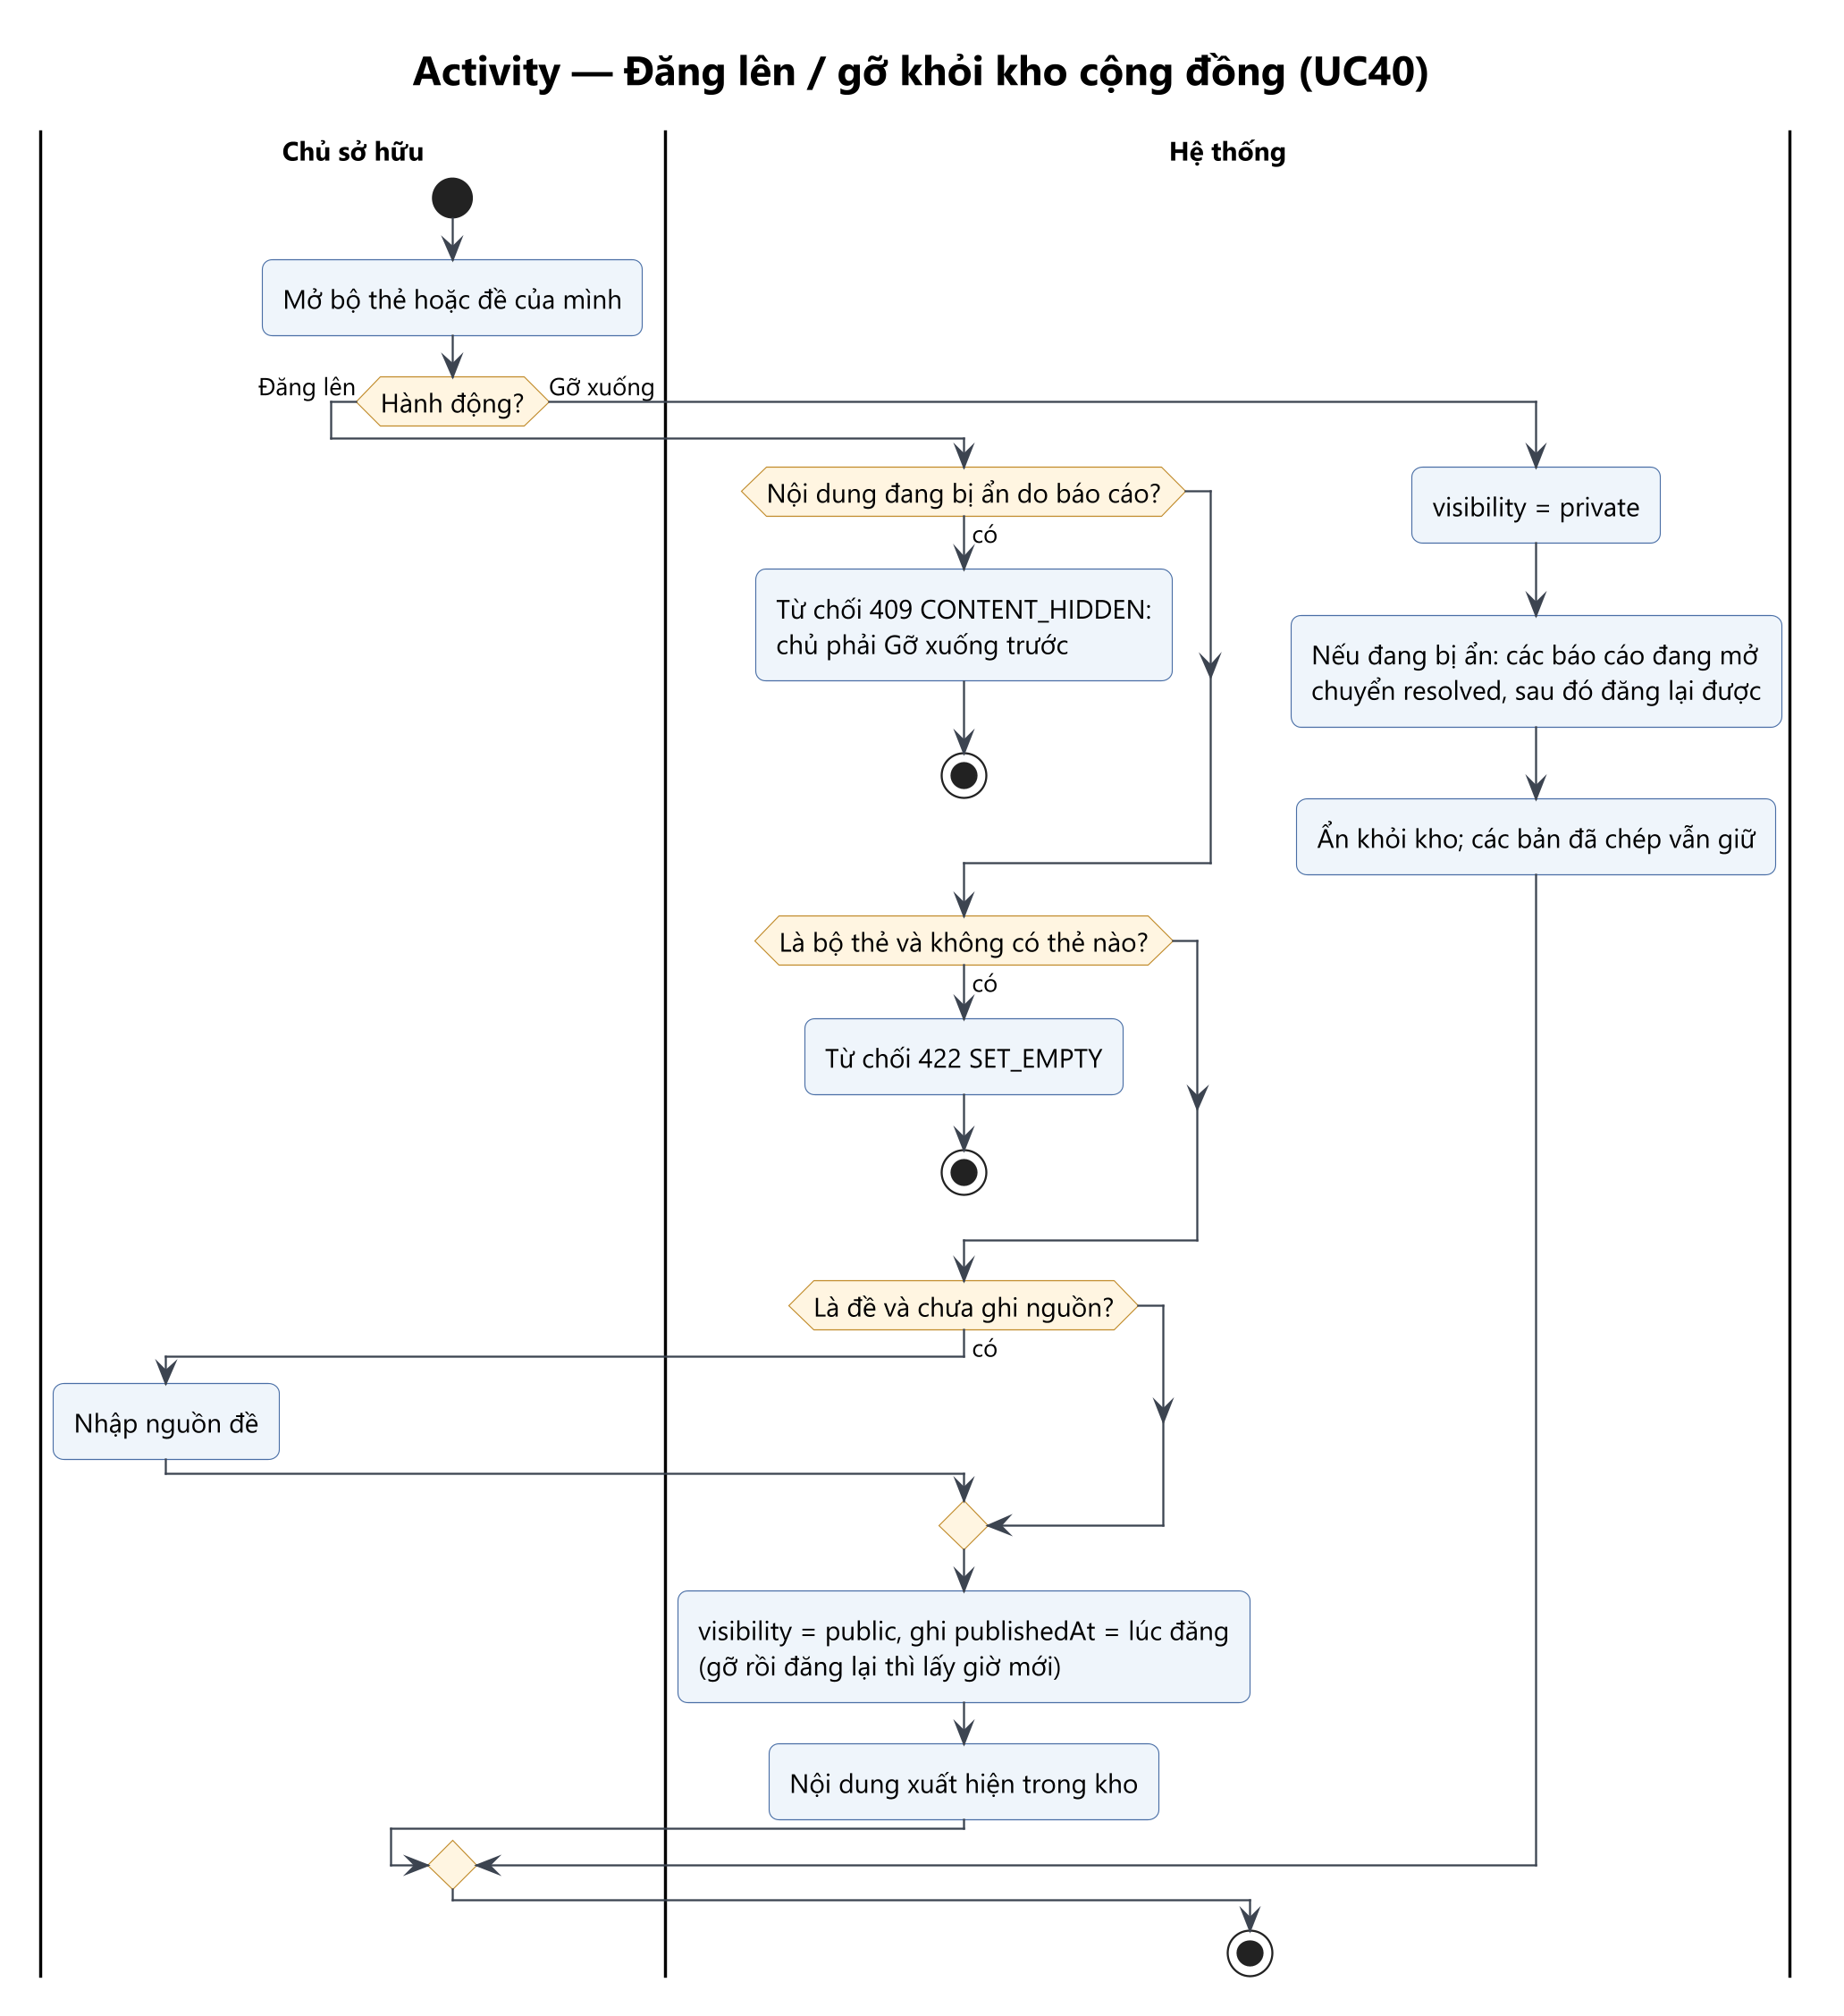 Activity — Đăng lên / gỡ khỏi kho cộng đồng (UC40)
Chủ sở hữu
Hệ thống
Mở bộ thẻ hoặc đề của mình
Đăng lên
Hành động?
Gỡ xuống
Nội dung đang bị ẩn do báo cáo?
có
Từ chối 409 CONTENT_HIDDEN:
chủ phải Gỡ xuống trước
visibility = private
Nếu đang bị ẩn: các báo cáo đang mở
chuyển resolved, sau đó đăng lại được
Ẩn khỏi kho; các bản đã chép vẫn giữ
Là bộ thẻ và không có thẻ nào?
có
Từ chối 422 SET_EMPTY
Là đề và chưa ghi nguồn?
có
Nhập nguồn đề
visibility = public, ghi publishedAt = lúc đăng
(gỡ rồi đăng lại thì lấy giờ mới)
Nội dung xuất hiện trong kho